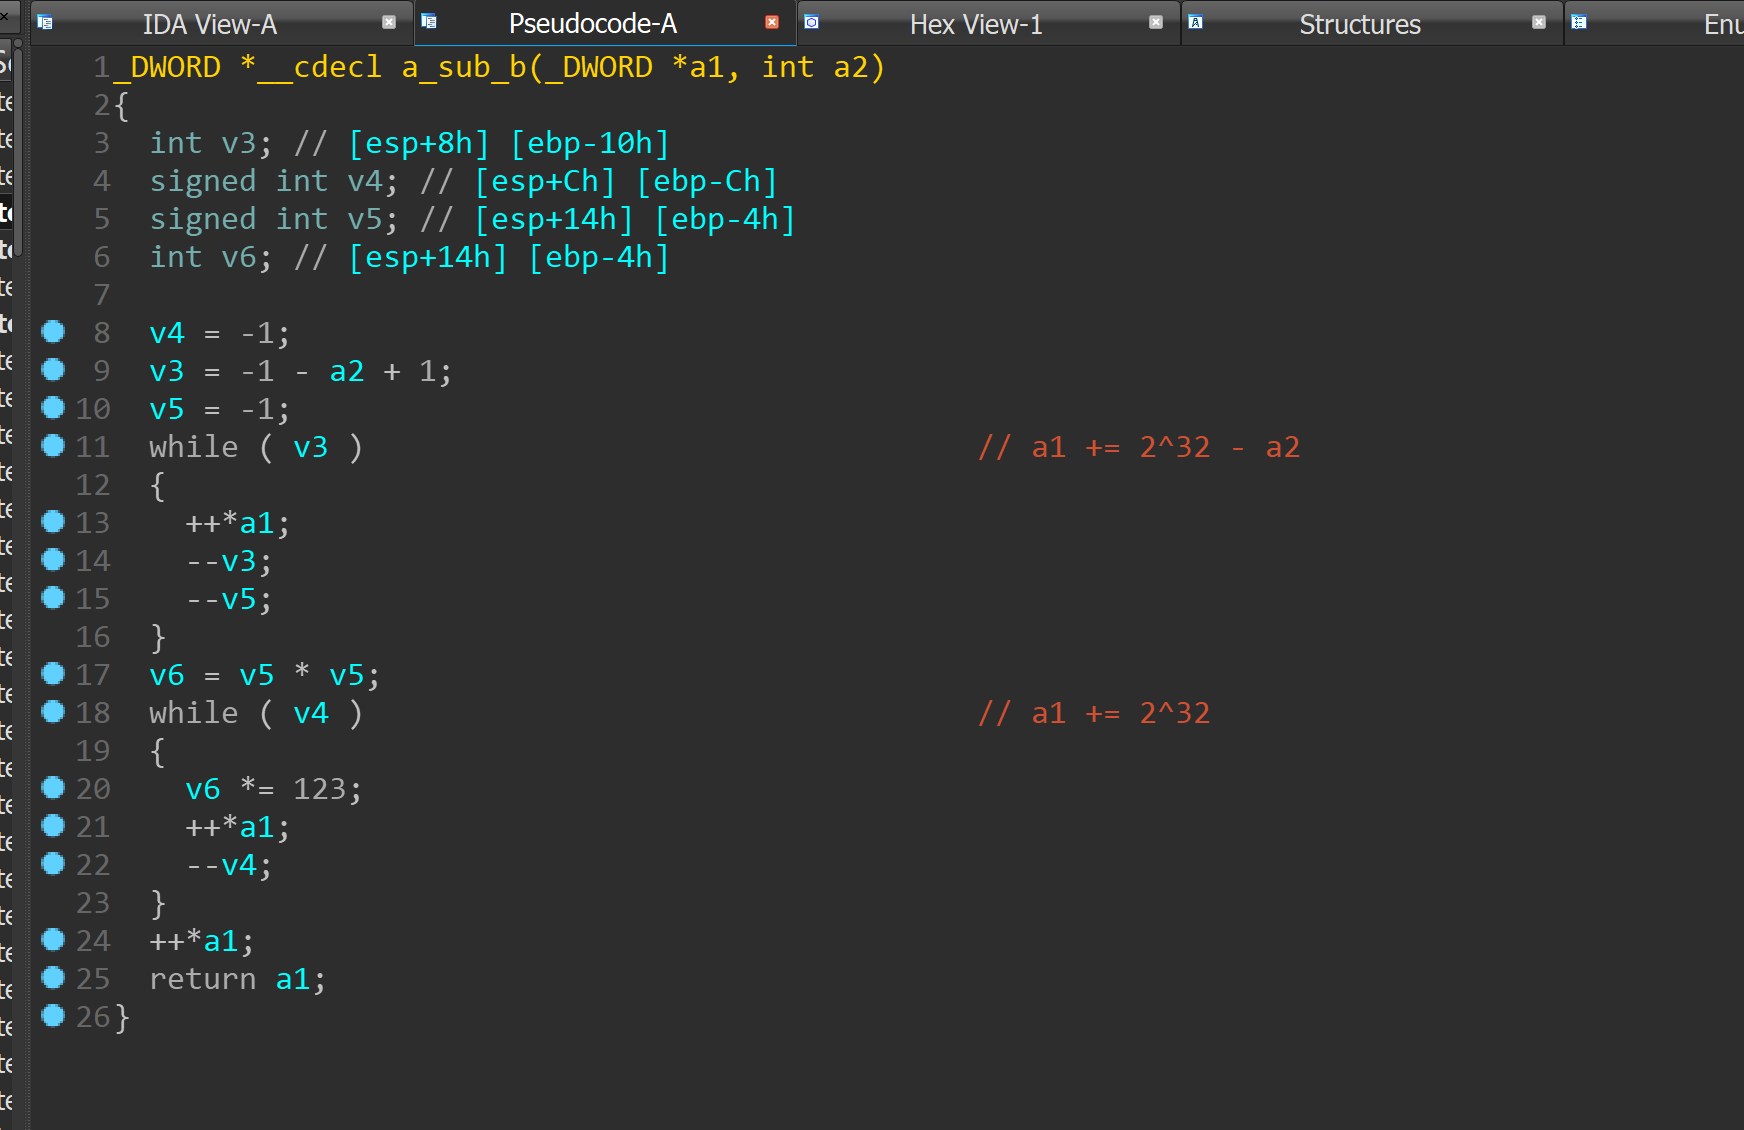 IDA View-A Pseudocode-A Hex View-1 Structures
1 _DWORD *__cdecl a_sub_b(_DWORD *a1, int a2)
2 {
3 int v3; // [esp+8h] [ebp-10h]
4 signed int v4; // [esp+Ch] [ebp-Ch]
5 signed int v5; // [esp+14h] [ebp-4h]
6 int v6; // [esp+14h] [ebp-4h]
7
8 v4 = -1;
9 v3 = -1 - a2 + 1;
10 v5 = -1;
11 while ( v3 ) // a1 += 2^32 - a2
12 {
13 ++*a1;
14 --v3;
15 --v5;
16 }
17 v6 = v5 * v5;
18 while ( v4 ) // a1 += 2^32
19 {
20 v6 *= 123;
21 ++*a1;
22 --v4;
23 }
24 ++*a1;
25 return a1;
26 }